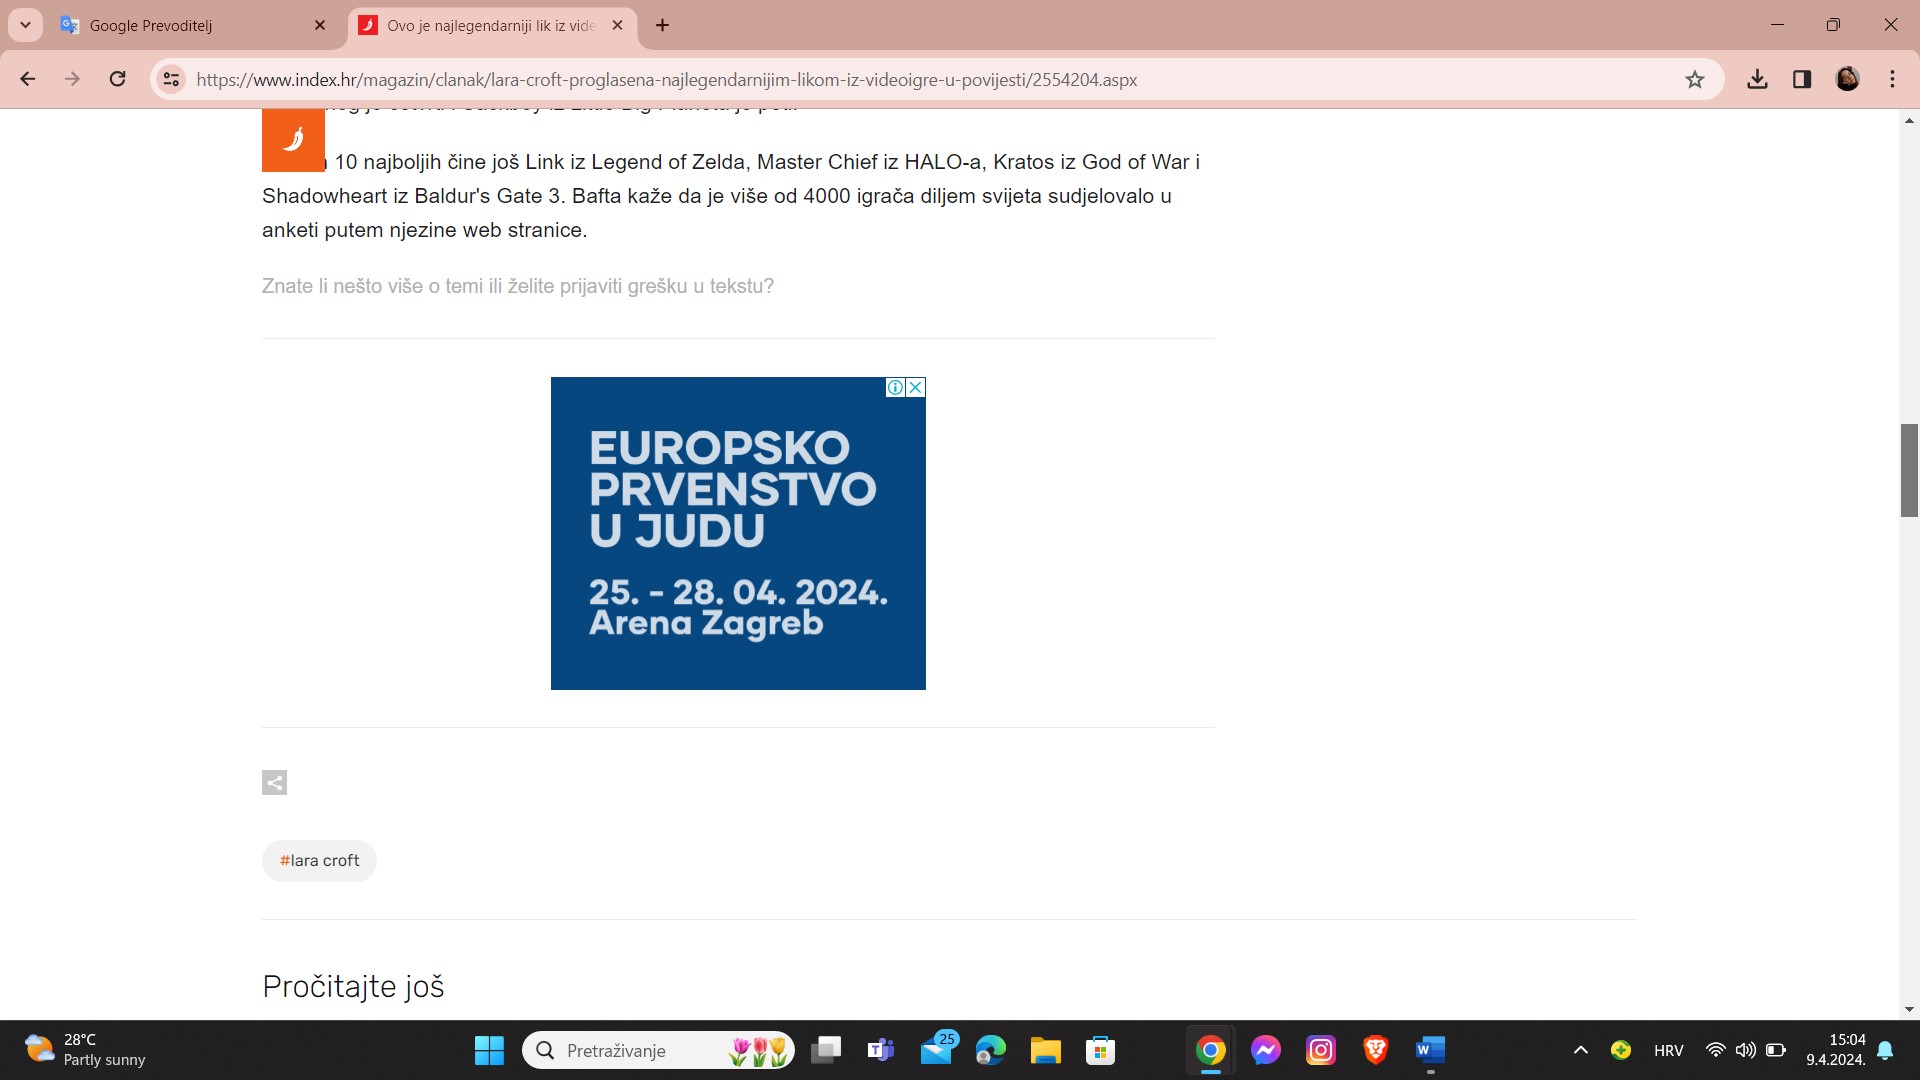 Google Prevoditelj
Ovo je najlegendarniji lik iz vide
https://www.index.hr/magazin/clanak/lara-croft-proglasena-najlegendarnijim-likom-iz-videoigre-u-povijesti/2554204.aspx
10 najboljih čine još Link iz Legend of Zelda, Master Chief iz HALO-a, Kratos iz God of War i
Shadowheart iz Baldur's Gate 3. Bafta kaže da je više od 4000 igrača diljem svijeta sudjelovalo u
anketi putem njezine web stranice.
Znate li nešto više o temi ili želite prijaviti grešku u tekstu?
EUROPSKO
PRVENSTVO
U JUDU
25. - 28. 04. 2024.
Arena Zagreb
#lara croft
Pročitajte još
28°C
Partly sunny
Pretraživanje
25
HRV
15:04
9.4.2024.